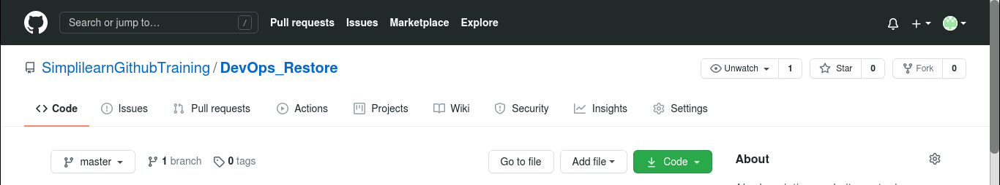 Search or jump to… / Pull requests Issues Marketplace Explore
SimplilearnGithubTraining / DevOps_Restore Unwatch 1 Star 0 Fork 0
Code Issues Pull requests Actions Projects Wiki Security Insights Settings
master 1 branch 0 tags Go to file Add file Code About